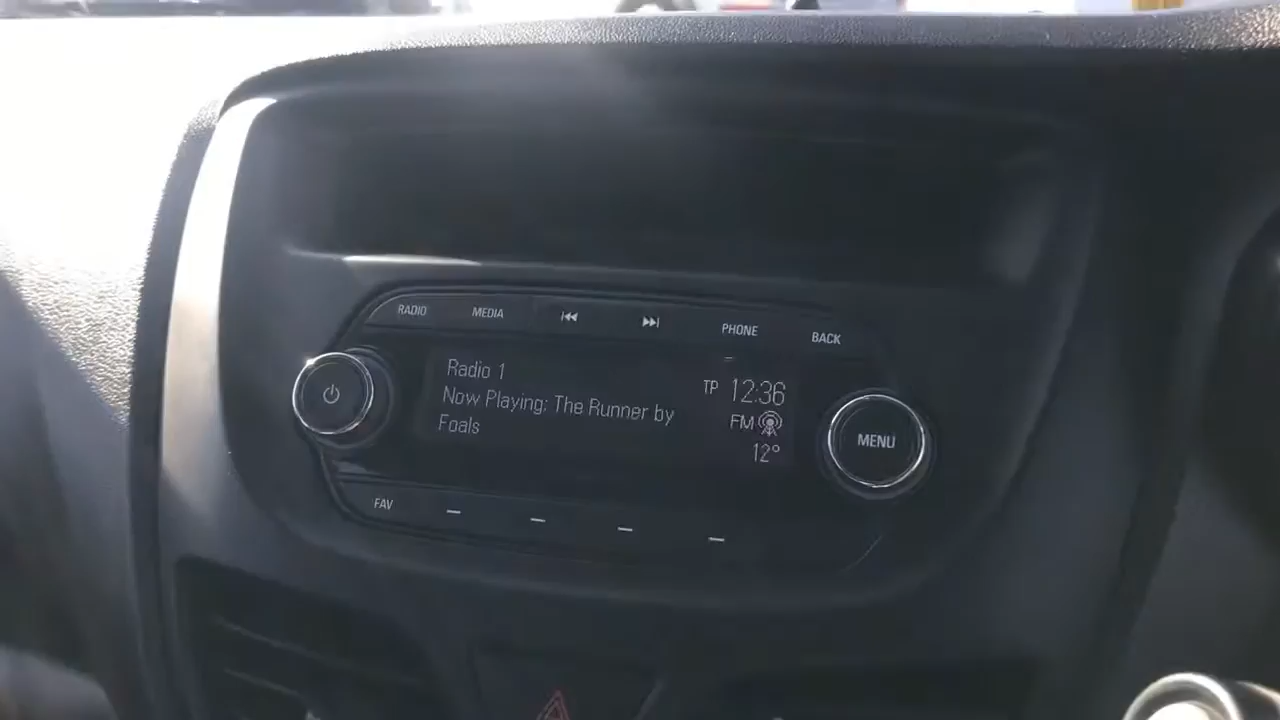 RADIO MEDIA PHONE BACK
Radio 1
Now Playing: The Runner by
Foals
TP 12:36
FM
12°
MENU
FAV